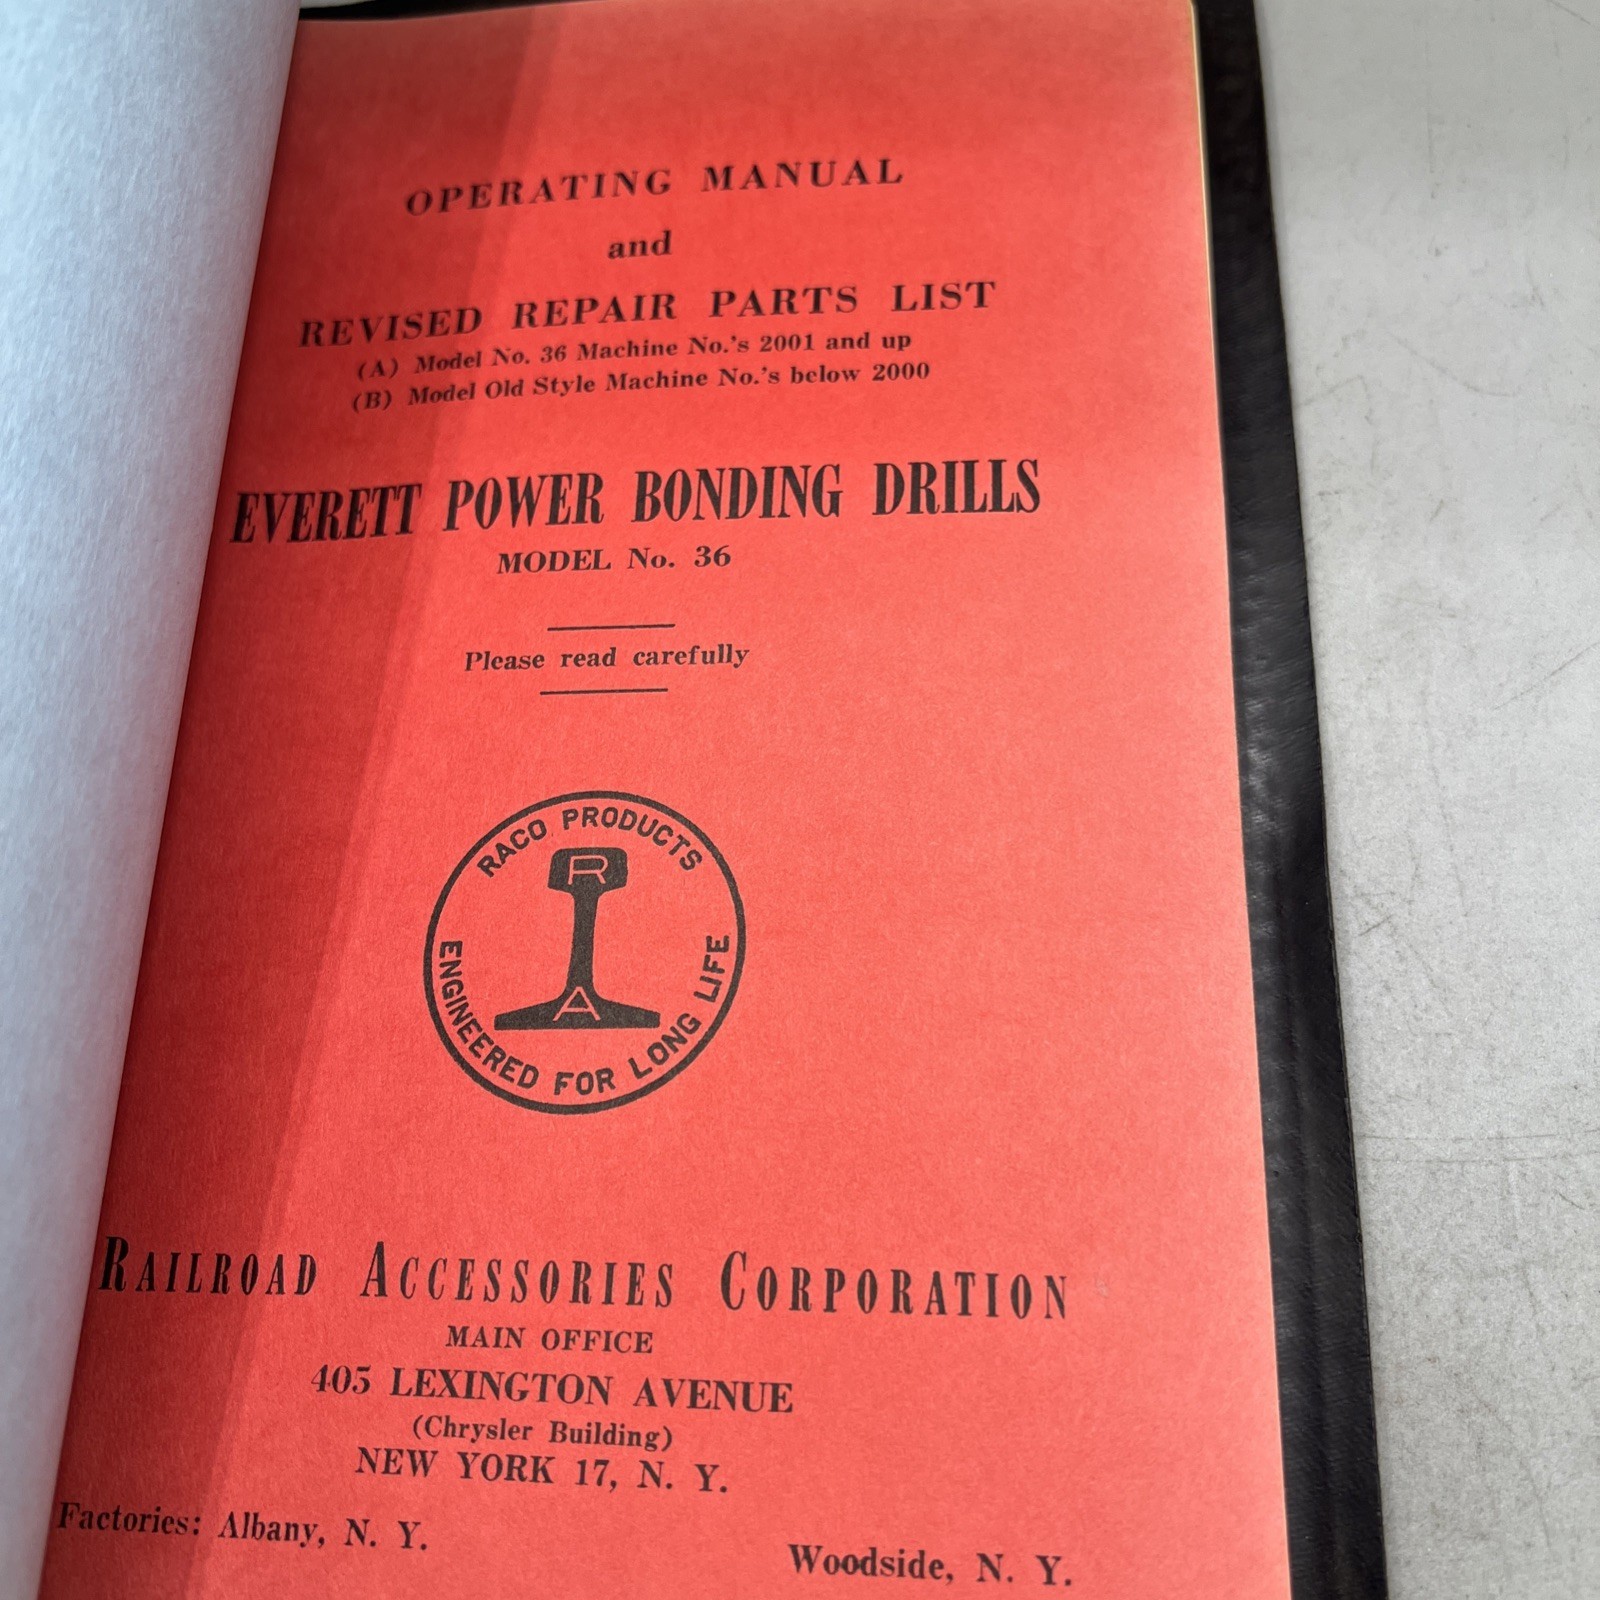 OPERATING MANUAL
and
REVISED REPAIR PARTS LIST
(A) Model No. 36 Machine No.'s 2001 and up
(B) Model Old Style Machine No.'s below 2000
EVERETT POWER BONDING DRILLS
MODEL No. 36
Please read carefully
RACO PRODUCTS
R
A
ENGINEERED FOR LONG LIFE
RAILROAD ACCESSORIES CORPORATION
MAIN OFFICE
405 LEXINGTON AVENUE
(Chrysler Building)
NEW YORK 17, N. Y.
Factories: Albany, N. Y.
Woodside, N. Y.